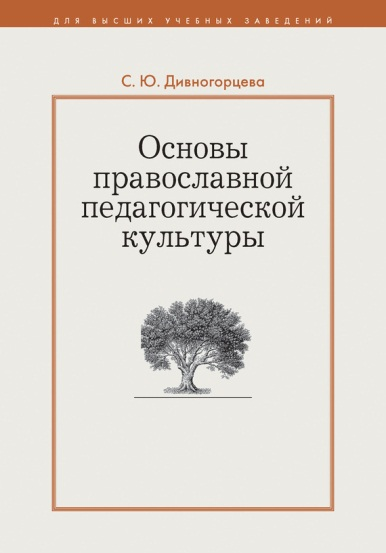 ДЛЯ ВЫСШИХ УЧЕБНЫХ ЗАВЕДЕНИЙ
С. Ю. Дивногорцева
Основы
православной
педагогической
культуры